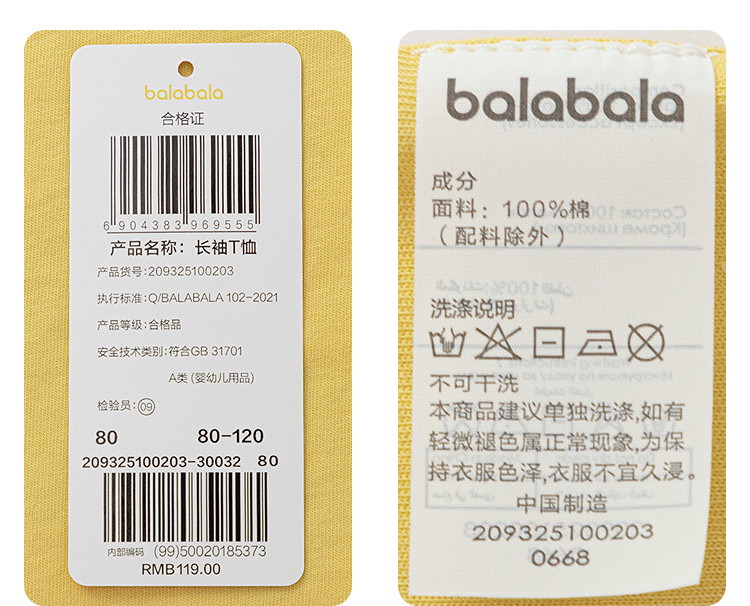 balabala
合格证
6904383969555
产品名称：长袖T恤
产品货号:209325100203
执行标准:Q/BALABALA 102-2021
产品等级:合格品
安全技术类别:符合GB 31701
A类 (婴幼儿用品)
检验员:09
80 80-120
209325100203-30032 80
内部编码 (99)50020185373
RMB119.00
balabala
成分
面料：100%棉
（配料除外）
洗涤说明
不可干洗
本商品建议单独洗涤,如有
轻微褪色属正常现象,为保
持衣服色泽,衣服不宜久浸。
中国制造
209325100203
0668